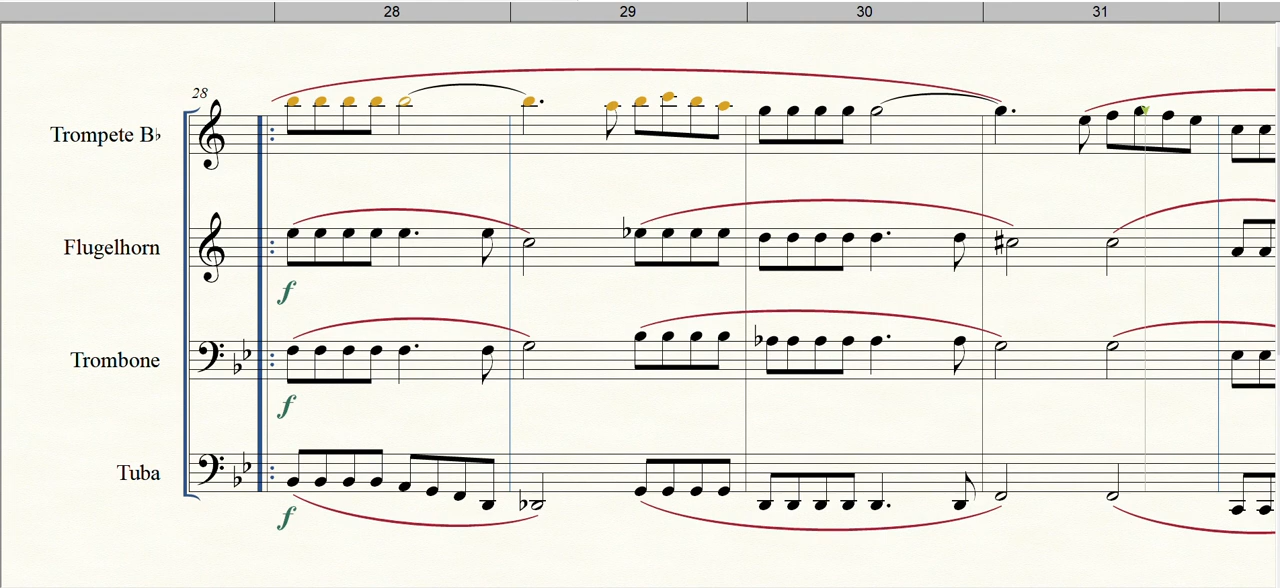 28 29 30 31
28
Trompete B♭
Flugelhorn
f
Trombone
f
Tuba
f